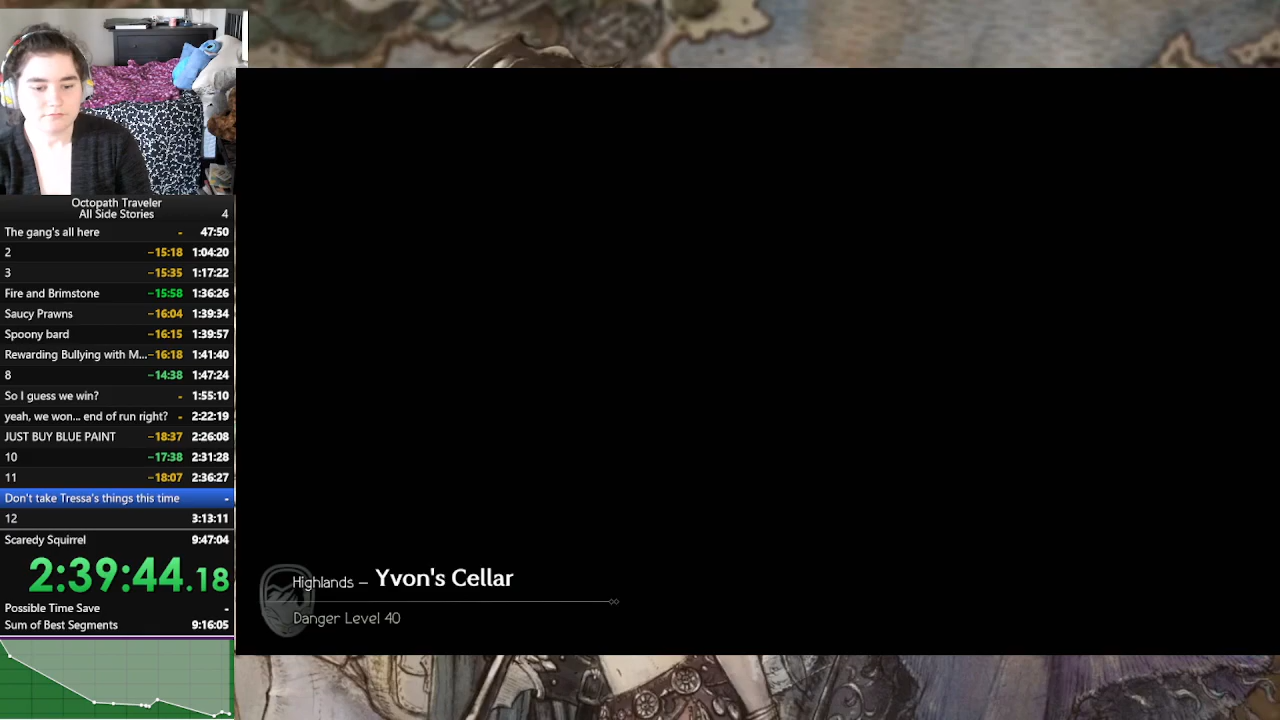 Octopath Traveler
All Side Stories 4
The gang's all here - 47:50
2 −15:18 1:04:20
3 −15:35 1:17:22
Fire and Brimstone −15:58 1:36:26
Saucy Prawns −16:04 1:39:34
Spoony bard −16:15 1:39:57
Rewarding Bullying with M... −16:18 1:41:40
8 −14:38 1:47:24
So I guess we win? - 1:55:10
yeah, we won... end of run right? - 2:22:19
JUST BUY BLUE PAINT −18:37 2:26:08
10 −17:38 2:31:28
11 −18:07 2:36:27
Don't take Tressa's things this time -
12 3:13:11
Scaredy Squirrel 9:47:04
2:39:44.18
Possible Time Save -
Sum of Best Segments 9:16:05
Highlands – Yvon's Cellar
Danger Level 40